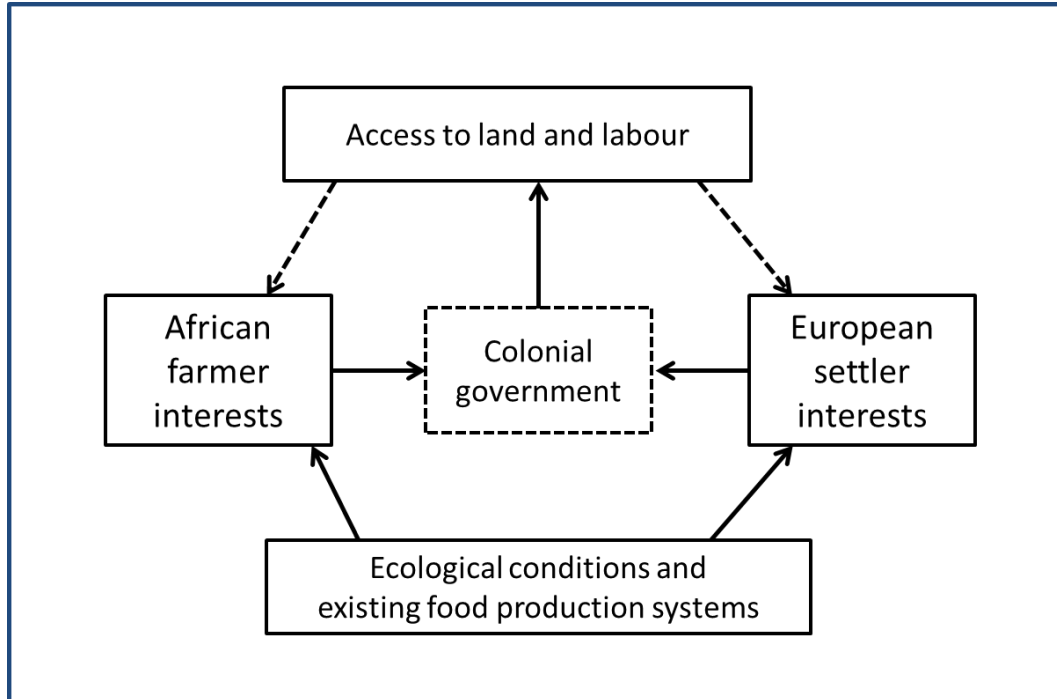 Access to land and labour
African
farmer
interests
Colonial
government
European
settler
interests
Ecological conditions and
existing food production systems